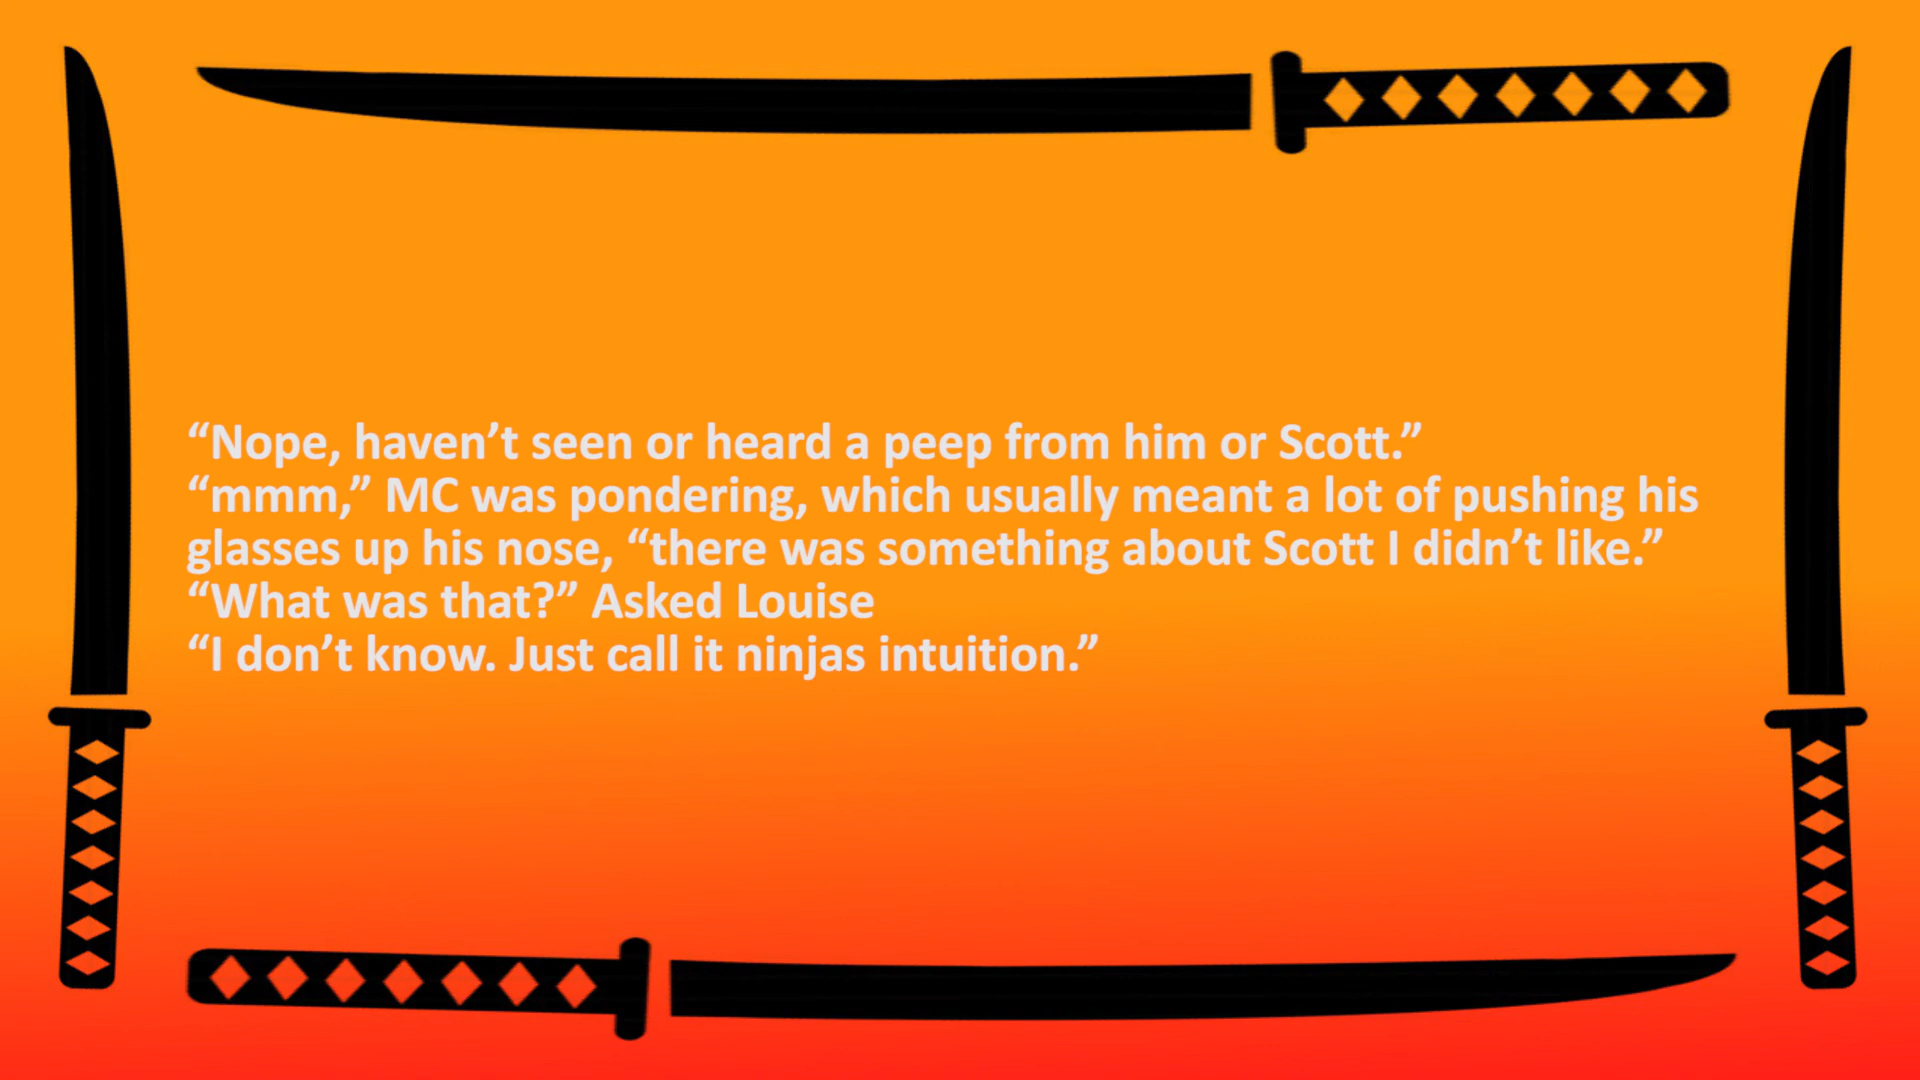 “Nope, haven’t seen or heard a peep from him or Scott.”
“mmm,” MC was pondering, which usually meant a lot of pushing his
glasses up his nose, “there was something about Scott I didn’t like.”
“What was that?” Asked Louise
“I don’t know. Just call it ninjas intuition.”